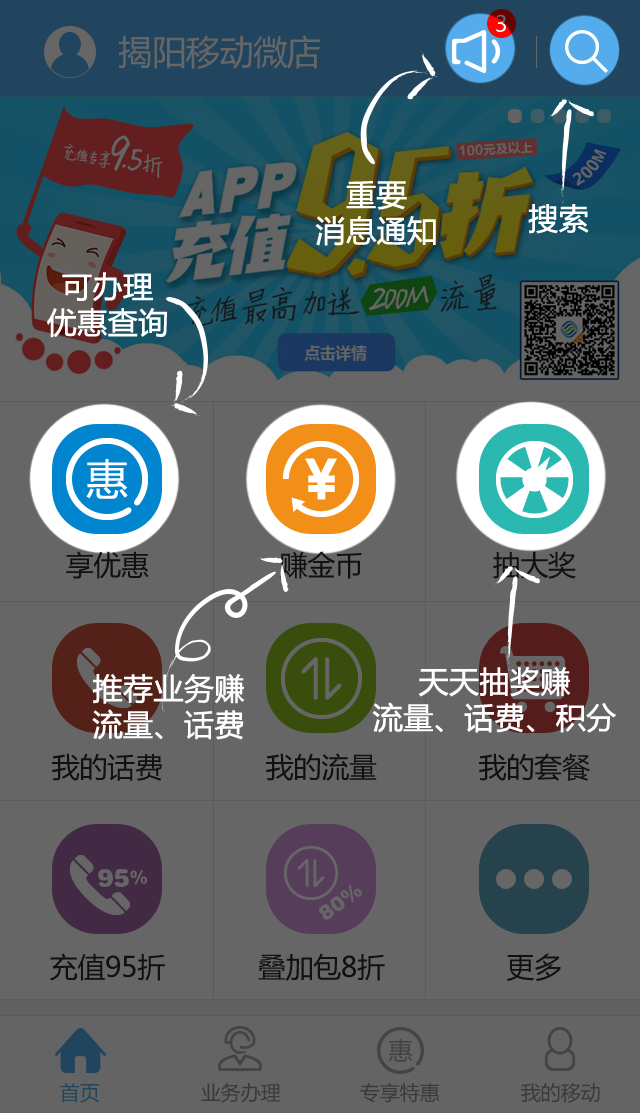 揭阳移动微店
3
充值专享9.5折
APP
充值
9.5折
100元及以上
200M
充值最高加送200M流量
点击详情
重要
消息通知
搜索
可办理
优惠查询
惠
¥
享优惠
赚金币
抽大奖
推荐业务赚
流量、话费
天天抽奖赚
流量、话费、积分
我的话费
我的流量
我的套餐
95%
80%
充值95折
叠加包8折
更多
惠
首页
业务办理
专享特惠
我的移动